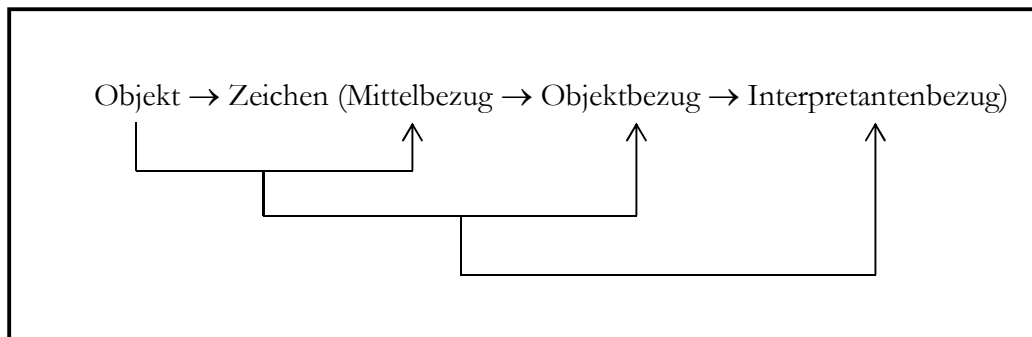 Objekt → Zeichen (Mittelbezug → Objektbezug → Interpretantenbezug)